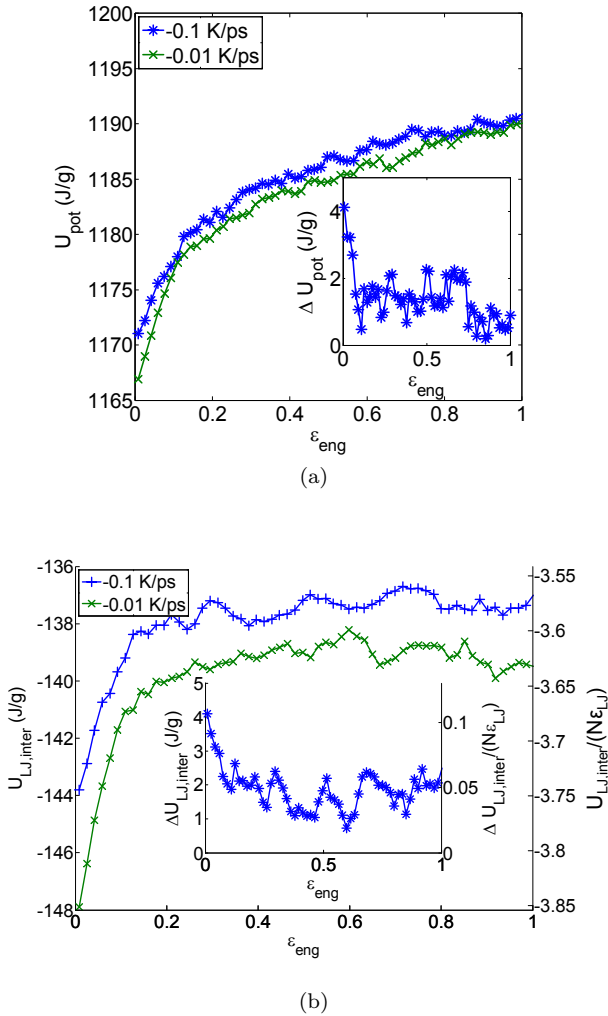 1200
1195
1190
1185
1180
1175
1170
1165
U_pot (J/g)
-0.1 K/ps
-0.01 K/ps
4
2
0
Δ U_pot (J/g)
0 0.5 1
ε_eng
0 0.2 0.4 0.6 0.8 1
ε_eng
(a)
-136
-138
-140
-142
-144
-146
-148
U_LJ,inter (J/g)
-0.1 K/ps
-0.01 K/ps
5
4
3
2
1
0
ΔU_LJ,inter (J/g)
0.1
0.05
0
Δ U_LJ,inter/(Nε_LJ)
0 0.5 1
ε_eng
-3.55
-3.6
-3.65
-3.7
-3.75
-3.8
-3.85
U_LJ,inter/(Nε_LJ)
0 0.2 0.4 0.6 0.8 1
ε_eng
(b)